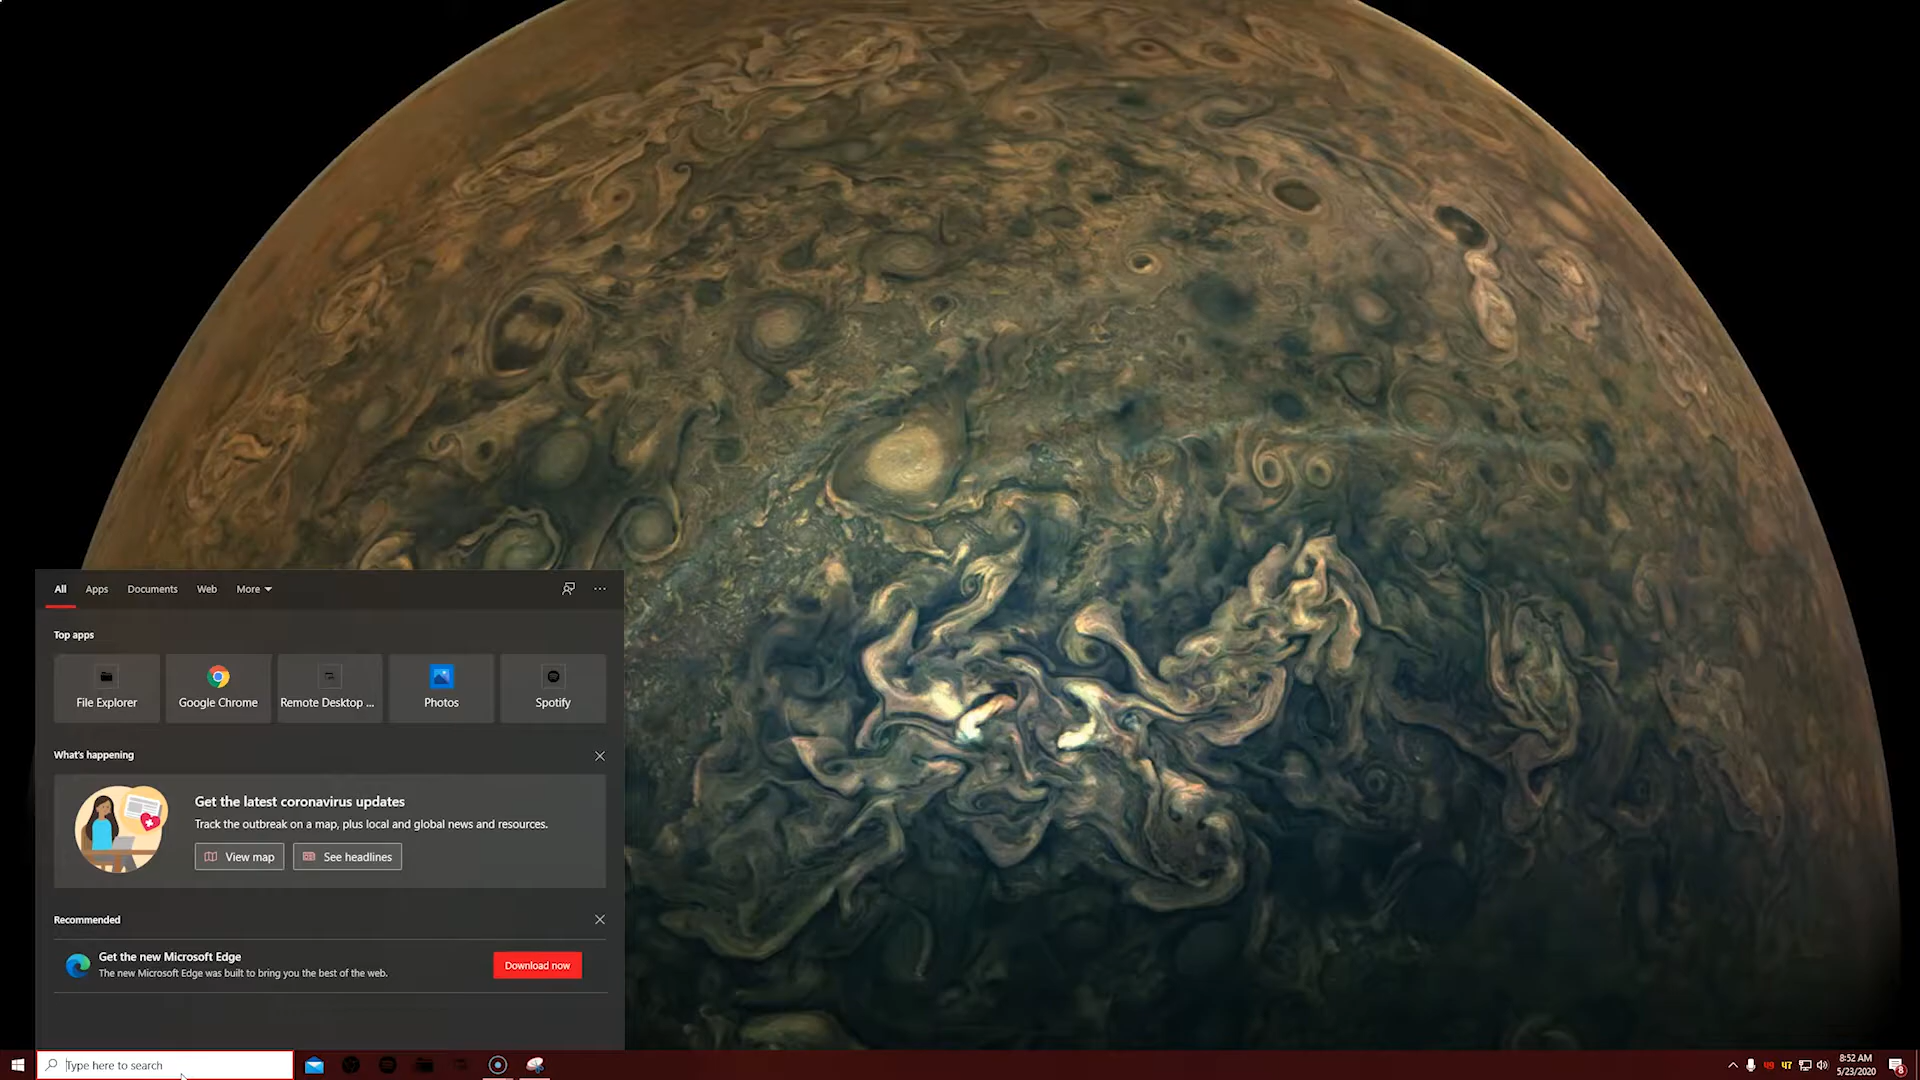 All Apps Documents Web More
Top apps
File Explorer Google Chrome Remote Desktop ... Photos Spotify
What's happening
Get the latest coronavirus updates
Track the outbreak on a map, plus local and global news and resources.
View map See headlines
Recommended
Get the new Microsoft Edge
The new Microsoft Edge was built to bring you the best of the web.
Download now
Type here to search
8:52 AM
5/23/2020
8